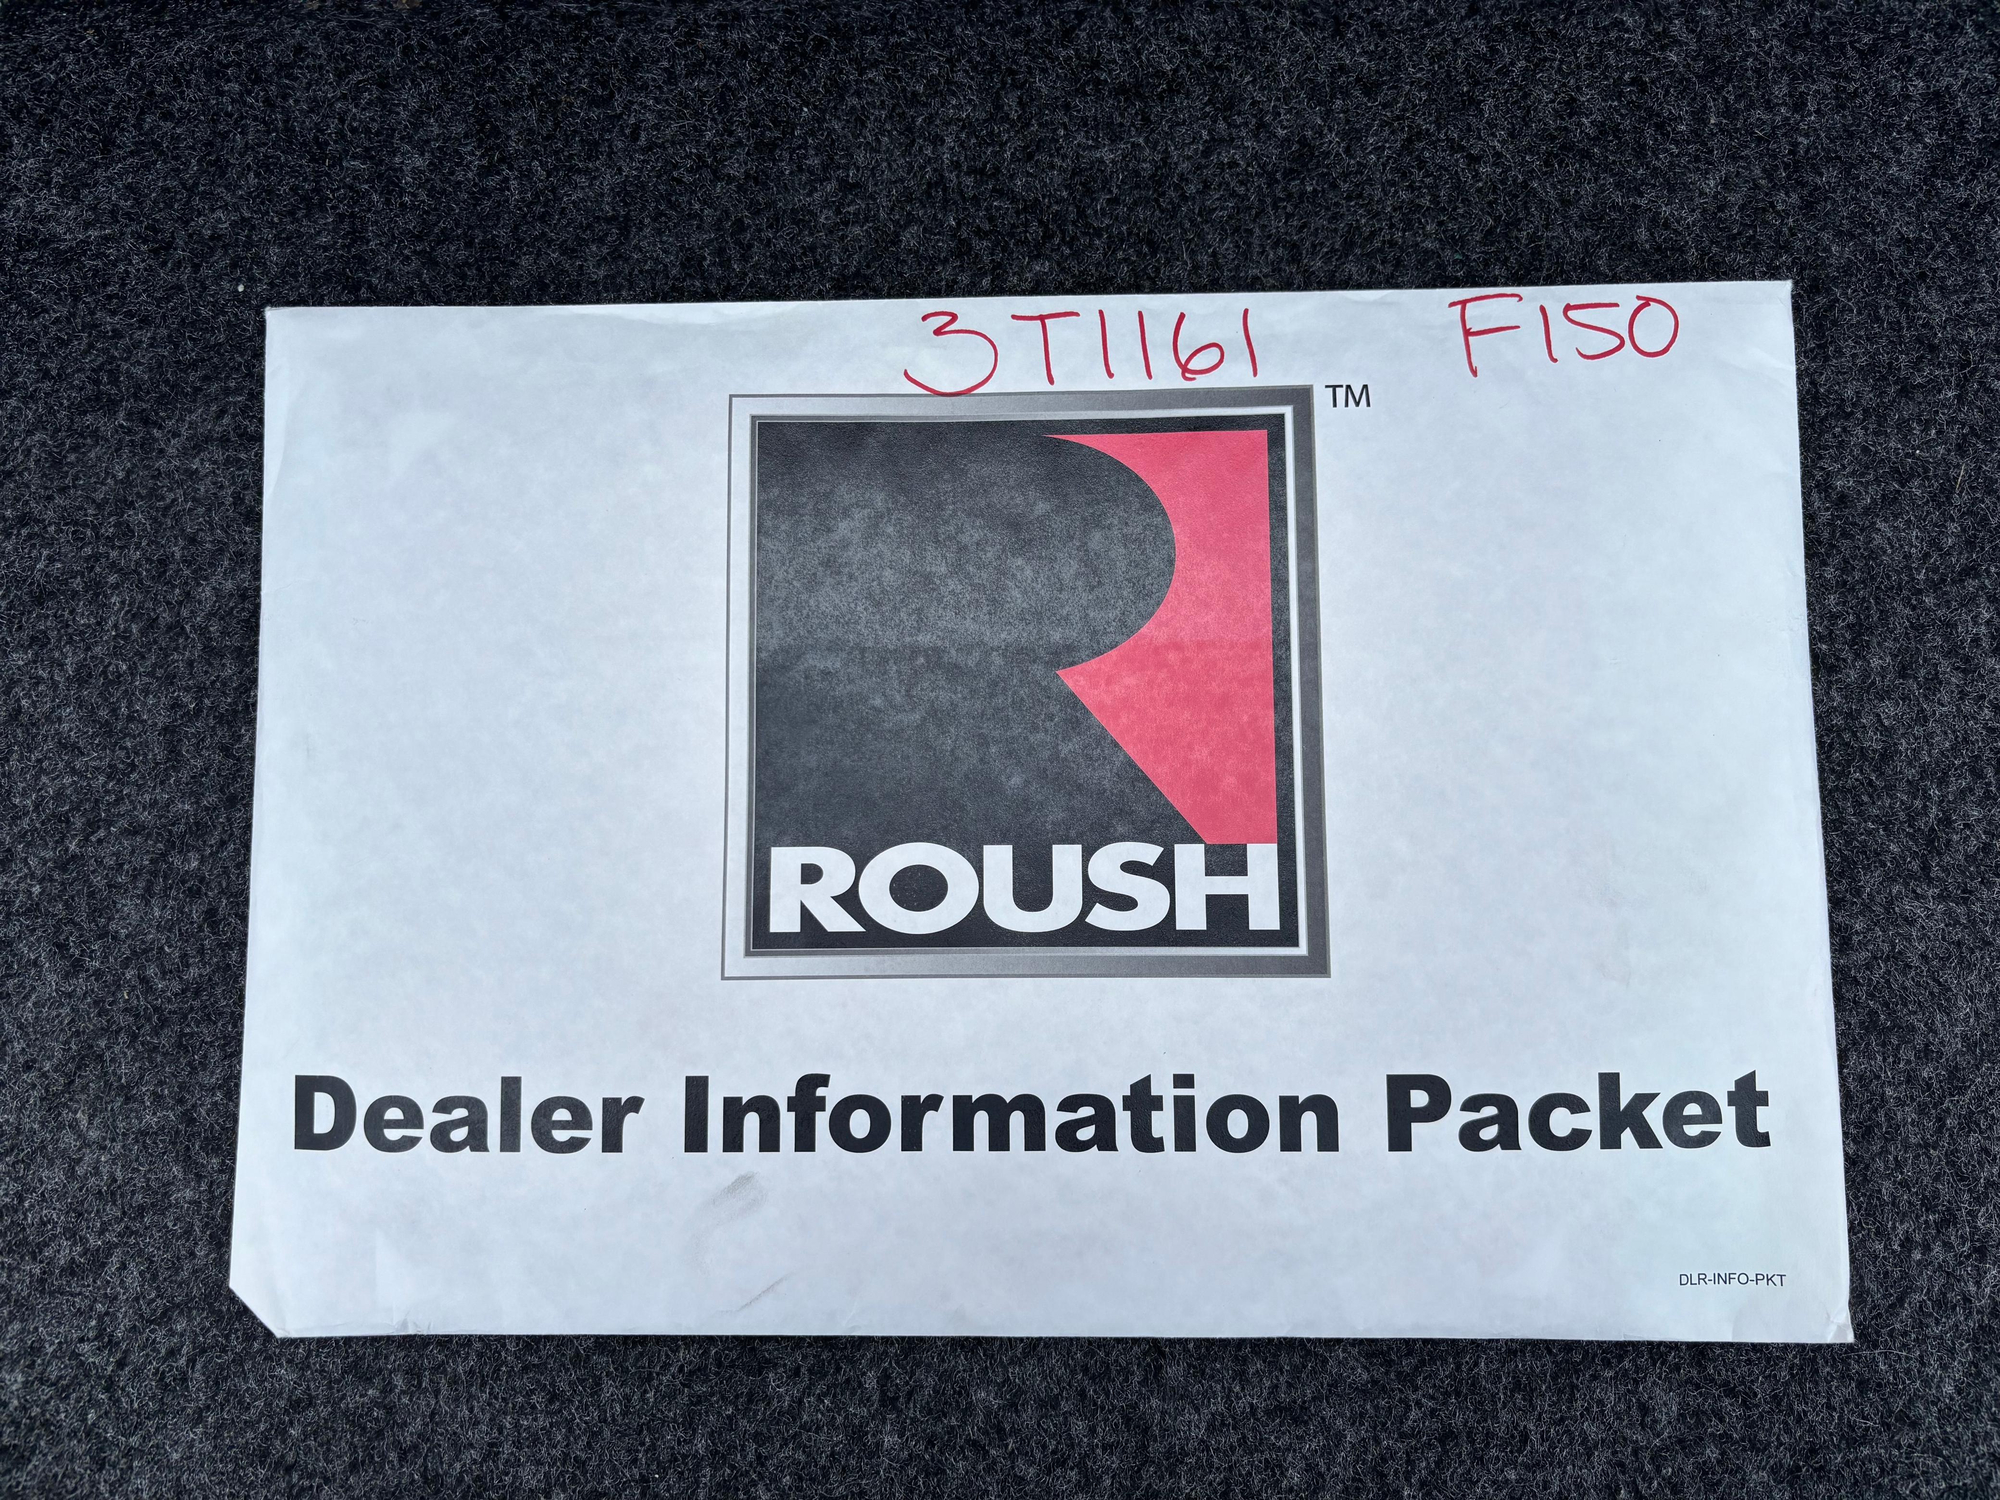 3T1161 F150
TM
ROUSH
Dealer Information Packet
DLR-INFO-PKT